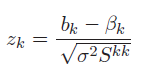 $z_k = \frac{b_k - \beta_k}{\sqrt{\sigma^2 S^{kk}}}$